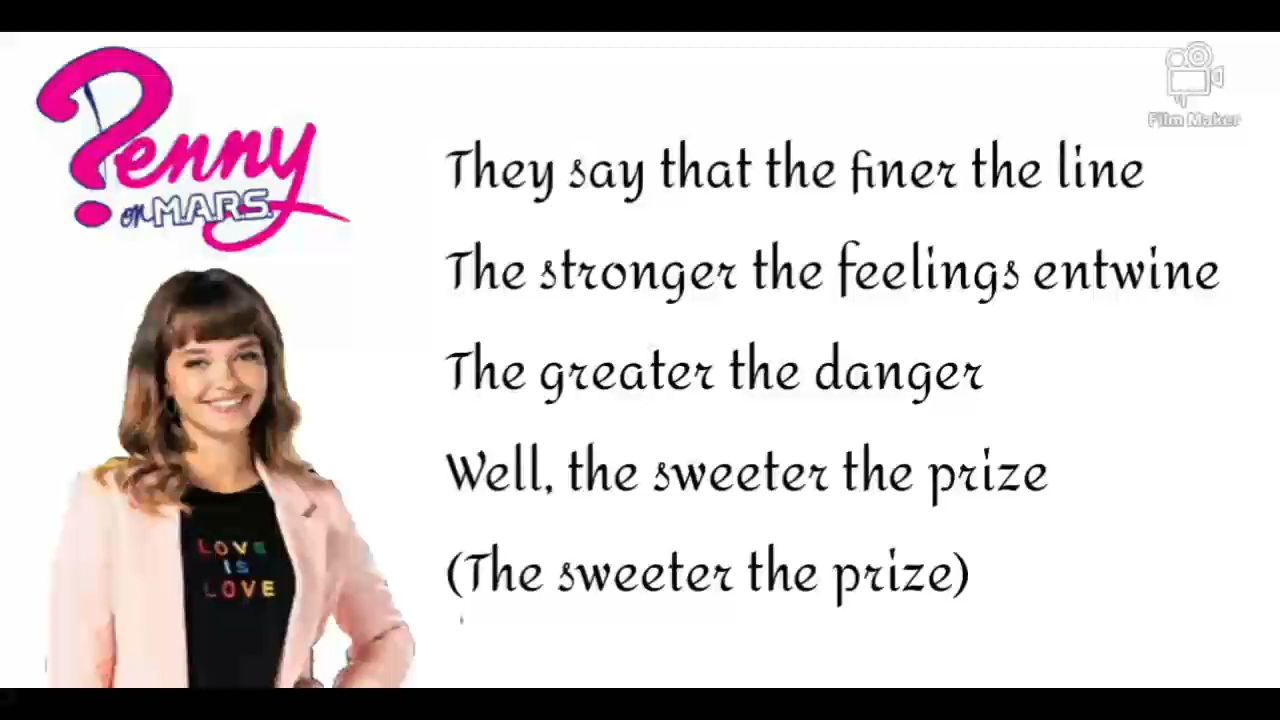 Penny
on M.A.R.S.
Film Maker
They say that the finer the line
The stronger the feelings entwine
The greater the danger
Well, the sweeter the prize
(The sweeter the prize)
LOVE
IS
LOVE